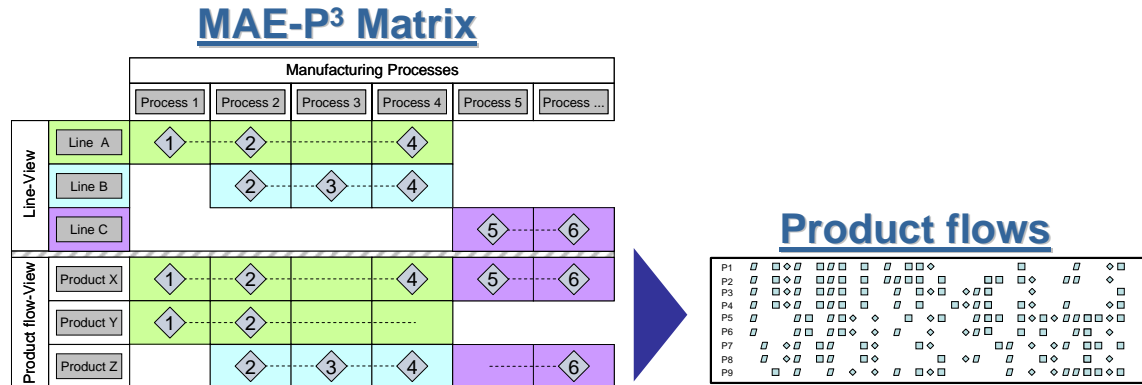 MAE-P³ Matrix
Manufacturing Processes
Process 1 Process 2 Process 3 Process 4 Process 5 Process ...
Line-View
Line A 1 2 4
Line B 2 3 4
Line C 5 6
Product flow-View
Product X 1 2 4 5 6
Product Y 1 2
Product Z 2 3 4 6
Product flows
P1
P2
P3
P4
P5
P6
P7
P8
P9